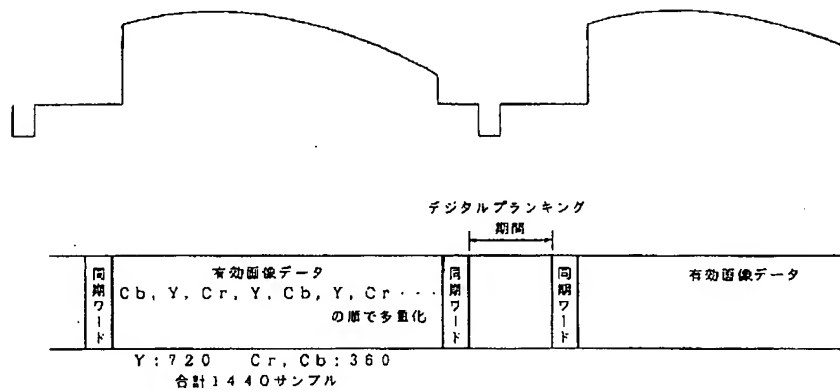 デジタルブランキング
期間
同期ワード
有効画像データ
Cb, Y, Cr, Y, Cb, Y, Cr・・・
の順で多重化
同期ワード
同期ワード
有効画像データ
Y:720 Cr, Cb:360
合計1440サンプル